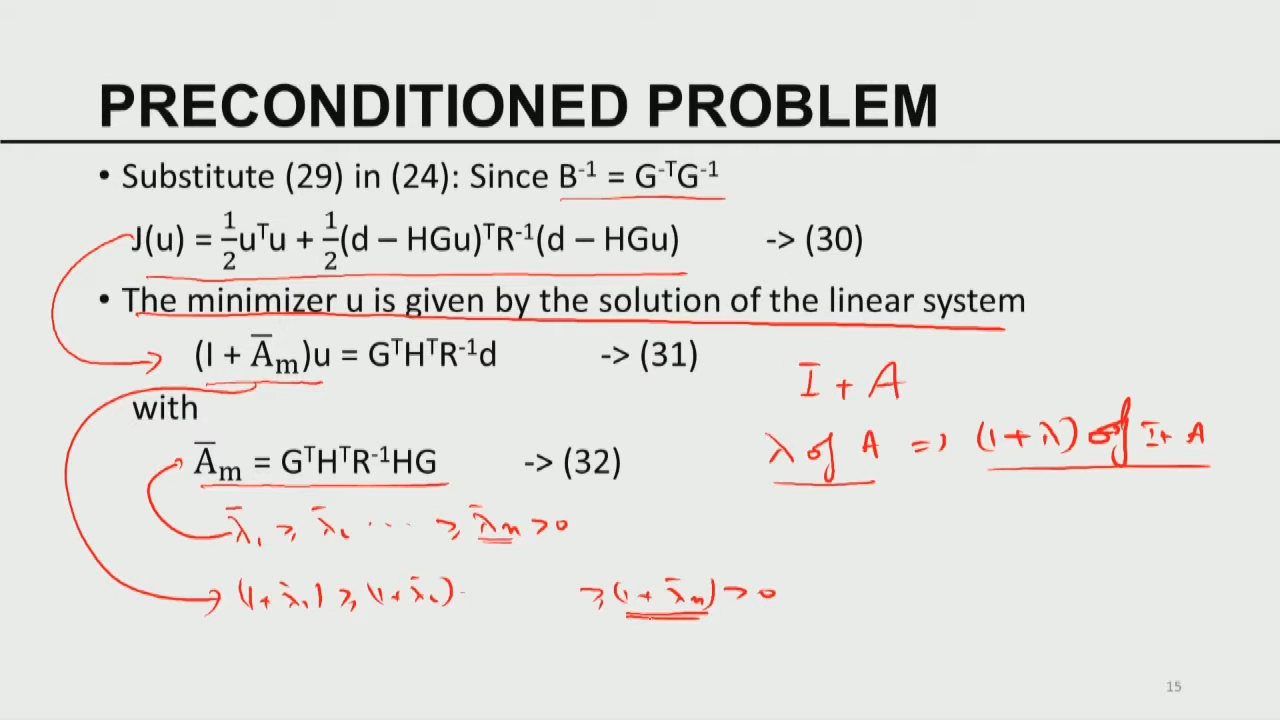 PRECONDITIONED PROBLEM
• Substitute (29) in (24): Since B⁻¹ = G⁻ᵀG⁻¹
J(u) = ½uᵀu + ½(d – HGu)ᵀR⁻¹(d – HGu) -> (30)
• The minimizer u is given by the solution of the linear system
(I + A̅ₘ)u = GᵀHᵀR⁻¹d -> (31)
I + A
with
λ of A => (1+λ) of I+A
A̅ₘ = GᵀHᵀR⁻¹HG -> (32)
λ̄₁ ≥ λ̄₂ ... ≥ λ̄ₘ > 0
(1+λ̄₁) ≥ (1+λ̄₂) .. ≥ (1+λ̄ₘ) > 0
15